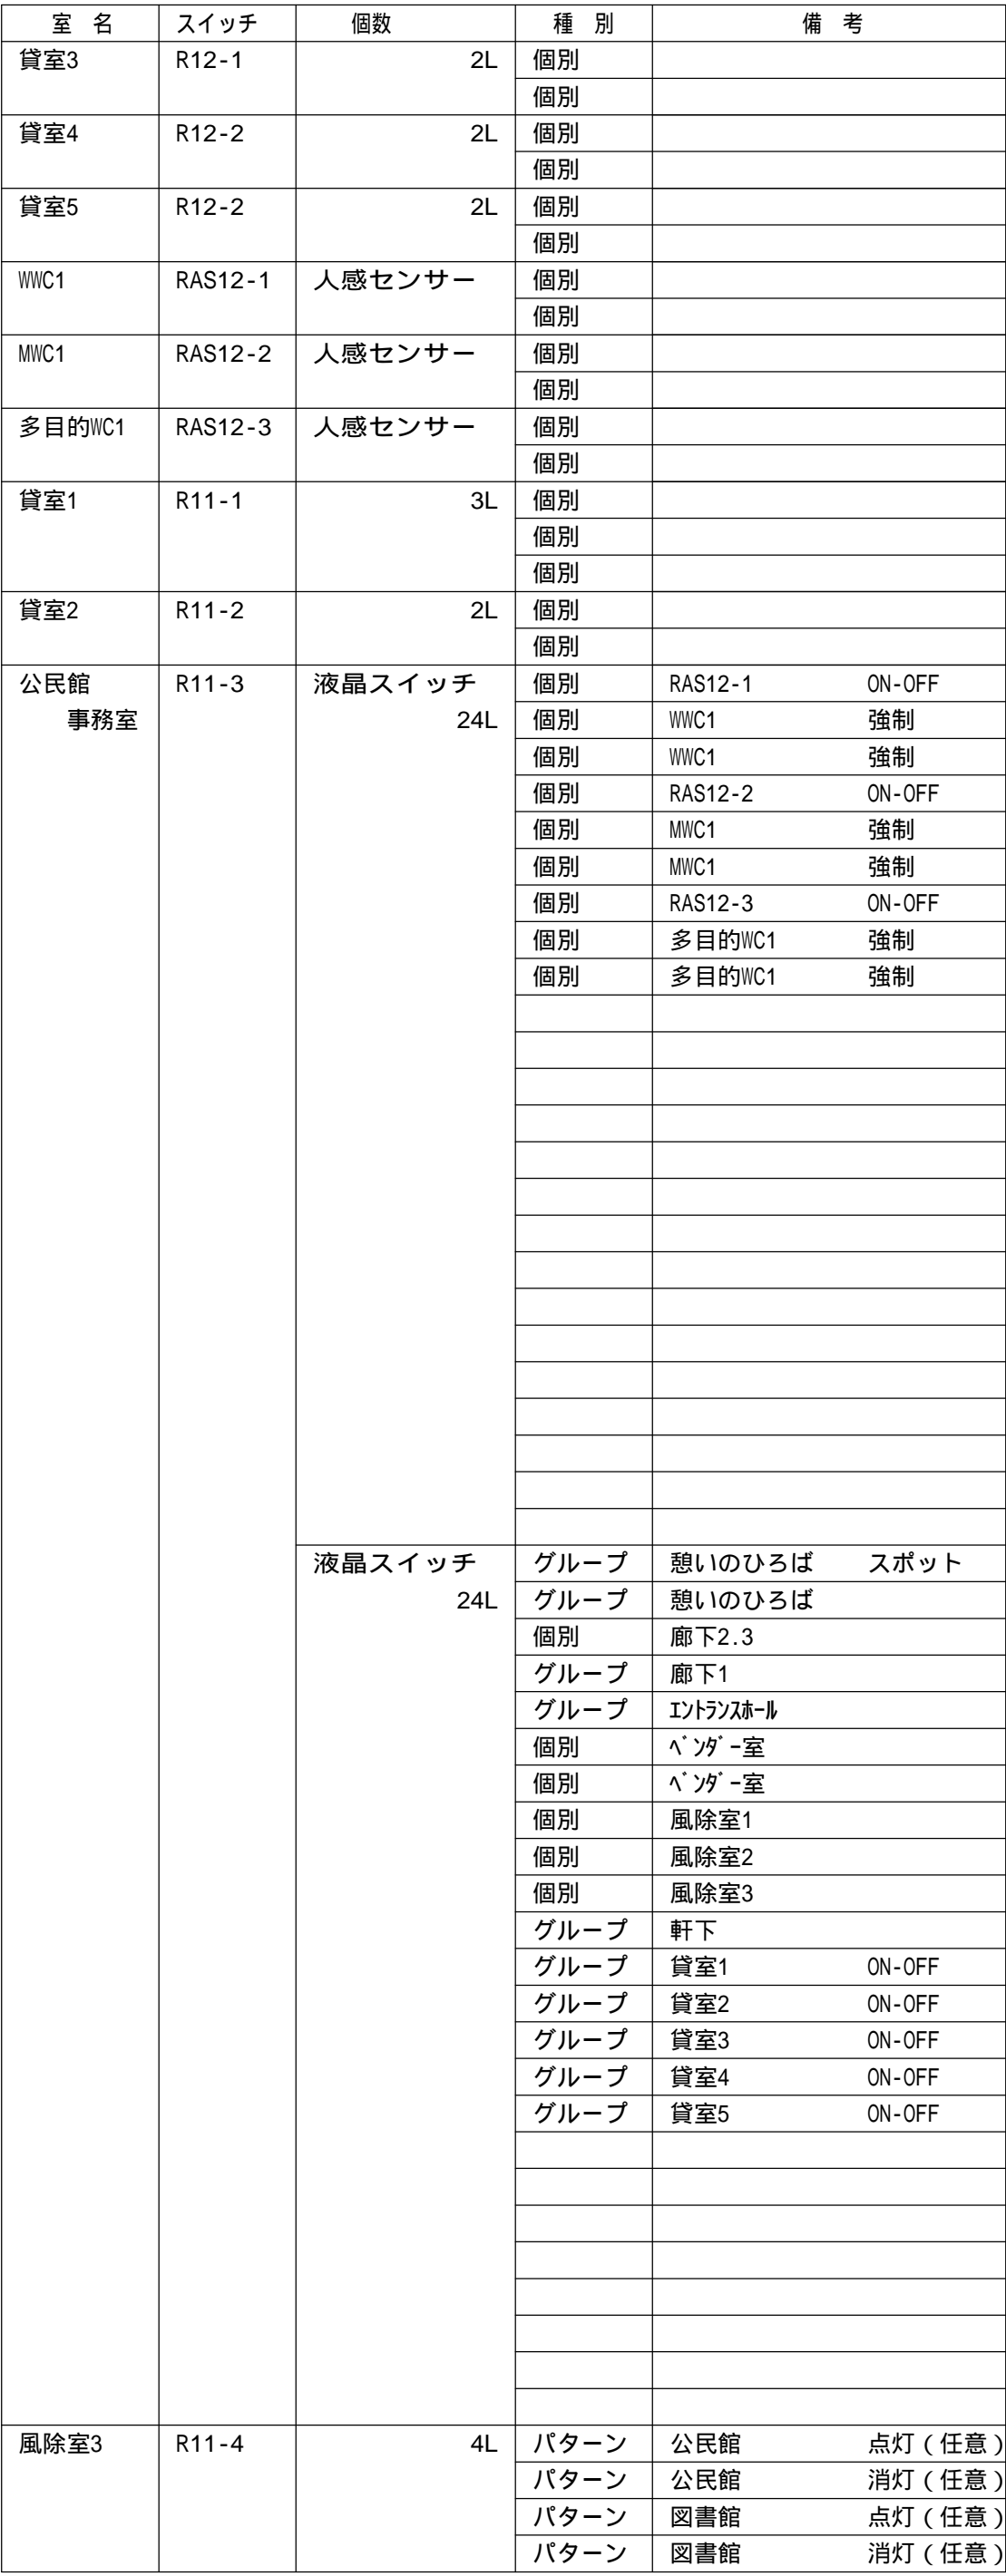 室 名 スイッチ 個数 種 別 備 考
貸室3 R12-1 2L 個別
個別
貸室4 R12-2 2L 個別
個別
貸室5 R12-2 2L 個別
個別
WWC1 RAS12-1 人感センサー 個別
個別
MWC1 RAS12-2 人感センサー 個別
個別
多目的WC1 RAS12-3 人感センサー 個別
個別
貸室1 R11-1 3L 個別
個別
個別
貸室2 R11-2 2L 個別
個別
公民館 R11-3 液晶スイッチ 個別 RAS12-1 ON-OFF
事務室 24L 個別 WWC1 強制
個別 WWC1 強制
個別 RAS12-2 ON-OFF
個別 MWC1 強制
個別 MWC1 強制
個別 RAS12-3 ON-OFF
個別 多目的WC1 強制
個別 多目的WC1 強制
液晶スイッチ グループ 憩いのひろば スポット
24L グループ 憩いのひろば
個別 廊下2.3
グループ 廊下1
グループ ｴﾝﾄﾗﾝｽﾎｰﾙ
個別 ﾍﾞﾝﾀﾞｰ室
個別 ﾍﾞﾝﾀﾞｰ室
個別 風除室1
個別 風除室2
個別 風除室3
グループ 軒下
グループ 貸室1 ON-OFF
グループ 貸室2 ON-OFF
グループ 貸室3 ON-OFF
グループ 貸室4 ON-OFF
グループ 貸室5 ON-OFF
風除室3 R11-4 4L パターン 公民館 点灯(任意)
パターン 公民館 消灯(任意)
パターン 図書館 点灯(任意)
パターン 図書館 消灯(任意)